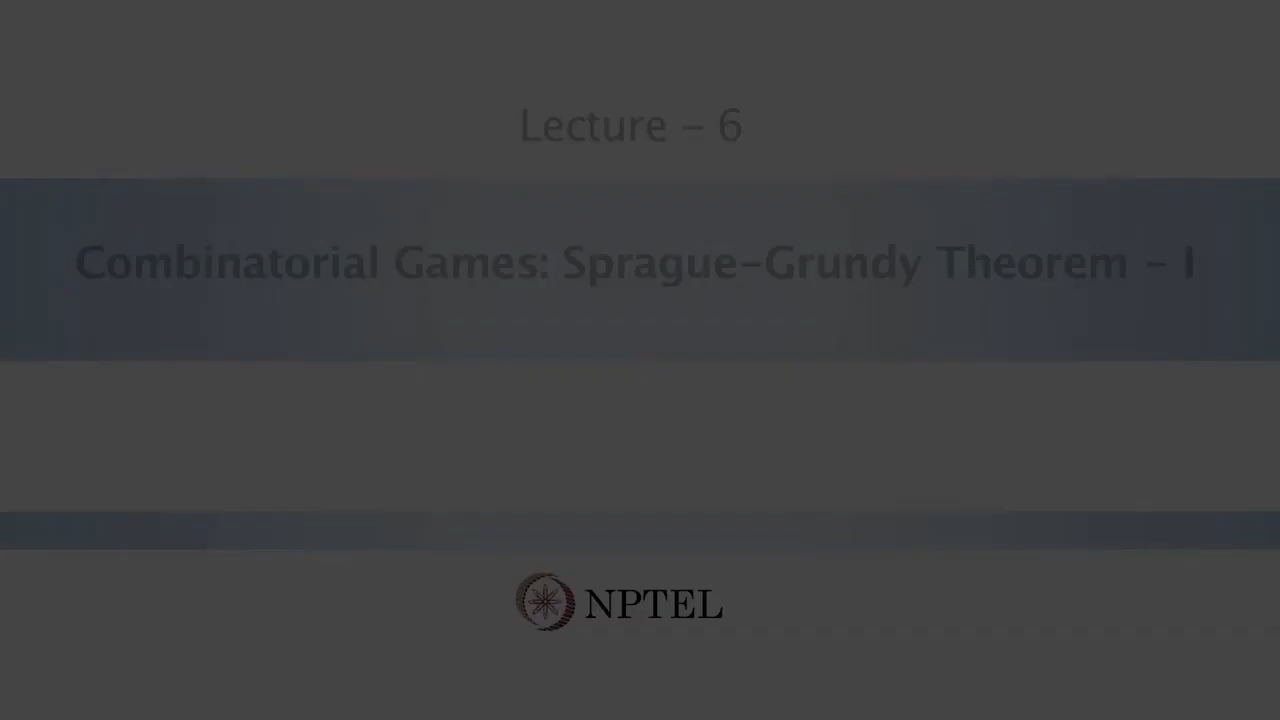 Lecture – 6
Combinatorial Games: Sprague–Grundy Theorem – I
NPTEL